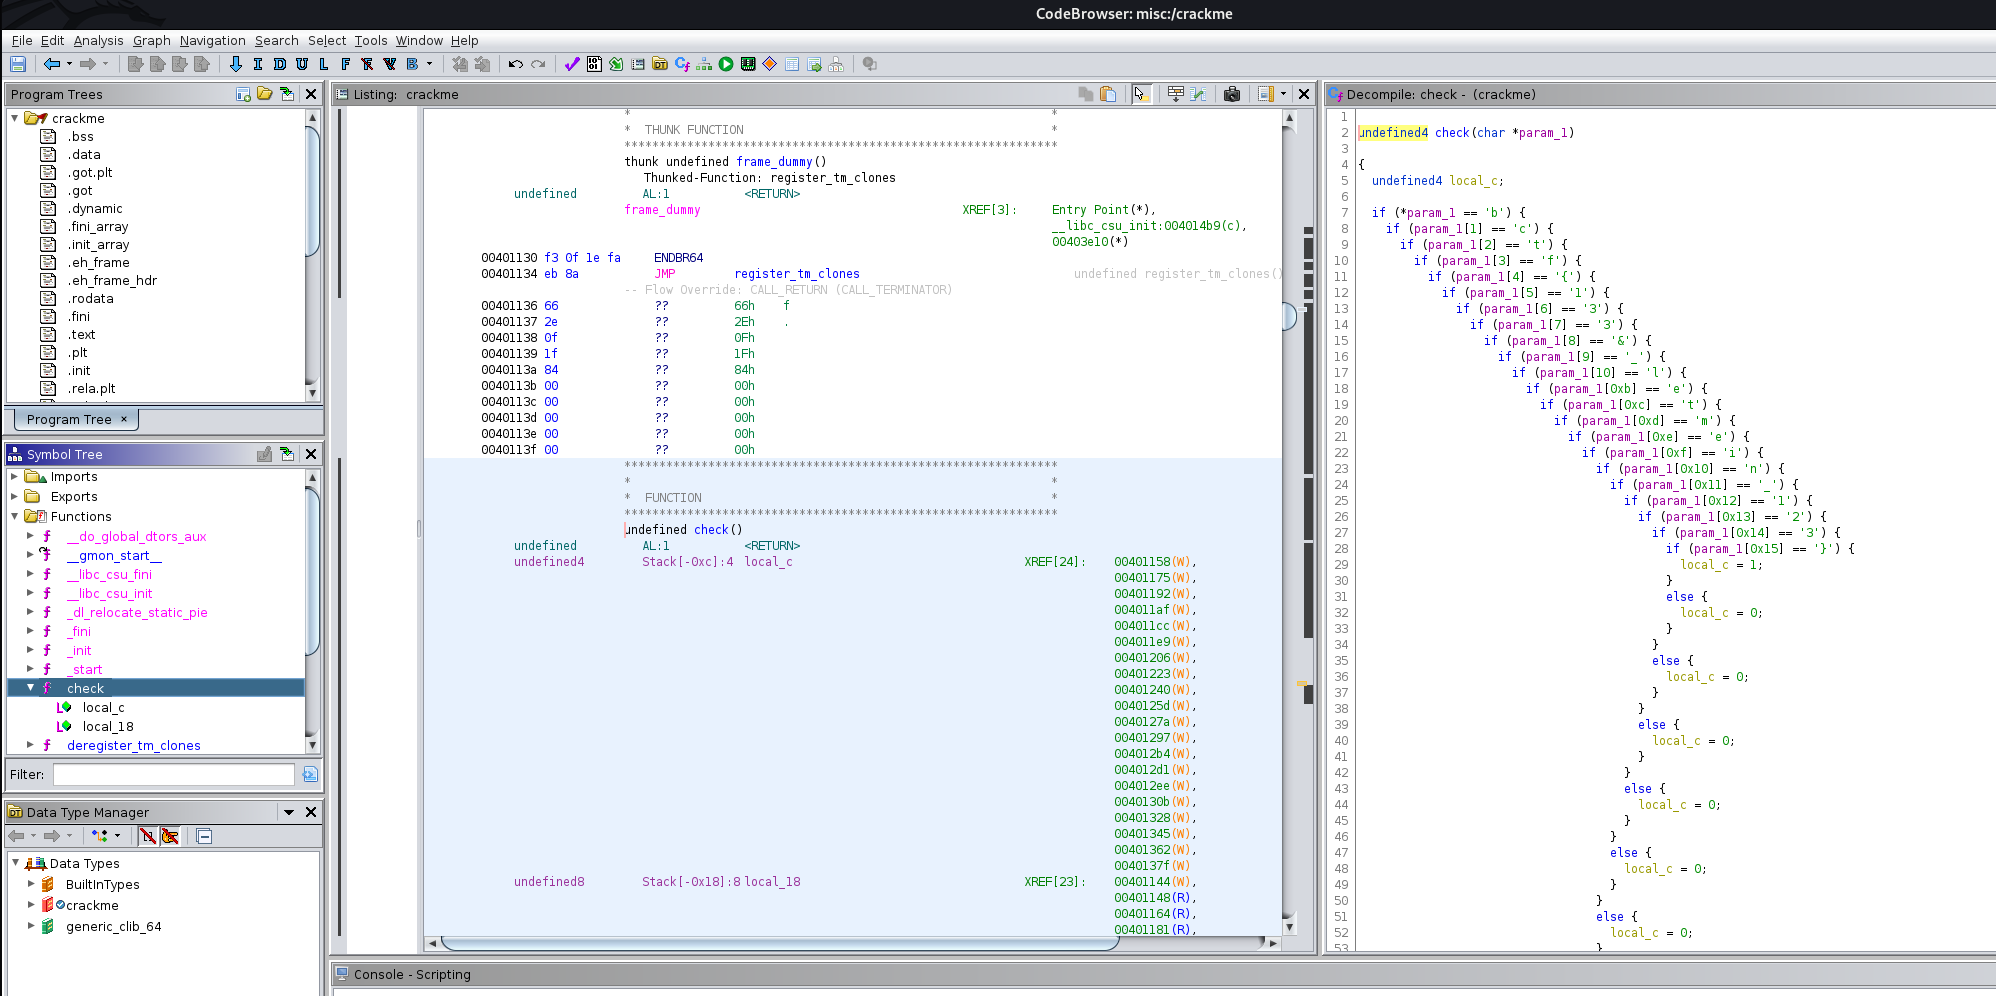 CodeBrowser: misc:/crackme
File Edit Analysis Graph Navigation Search Select Tools Window Help
I D U L F B
Program Trees
crackme
.bss
.data
.got.plt
.got
.dynamic
.fini_array
.init_array
.eh_frame
.eh_frame_hdr
.rodata
.fini
.text
.plt
.init
.rela.plt
Program Tree ×
Symbol Tree
Imports
Exports
Functions
__do_global_dtors_aux
__gmon_start__
__libc_csu_fini
__libc_csu_init
_dl_relocate_static_pie
_fini
_init
_start
check
local_c
local_18
deregister_tm_clones
Filter:
Data Type Manager
Data Types
BuiltInTypes
crackme
generic_clib_64
Listing: crackme
* *
* THUNK FUNCTION *
**************************************************************
thunk undefined frame_dummy()
Thunked-Function: register_tm_clones
undefined AL:1 <RETURN>
frame_dummy XREF[3]: Entry Point(*),
__libc_csu_init:004014b9(c),
00403e10(*)
00401130 f3 0f 1e fa ENDBR64
00401134 eb 8a JMP register_tm_clones undefined register_tm_clones()
-- Flow Override: CALL_RETURN (CALL_TERMINATOR)
00401136 66 ?? 66h f
00401137 2e ?? 2Eh .
00401138 0f ?? 0Fh
00401139 1f ?? 1Fh
0040113a 84 ?? 84h
0040113b 00 ?? 00h
0040113c 00 ?? 00h
0040113d 00 ?? 00h
0040113e 00 ?? 00h
0040113f 00 ?? 00h
**************************************************************
* *
* FUNCTION *
**************************************************************
undefined check()
undefined AL:1 <RETURN>
undefined4 Stack[-0xc]:4 local_c XREF[24]: 00401158(W),
00401175(W),
00401192(W),
004011af(W),
004011cc(W),
004011e9(W),
00401206(W),
00401223(W),
00401240(W),
0040125d(W),
0040127a(W),
00401297(W),
004012b4(W),
004012d1(W),
004012ee(W),
0040130b(W),
00401328(W),
00401345(W),
00401362(W),
0040137f(W)
undefined8 Stack[-0x18]:8 local_18 XREF[23]: 00401144(W),
00401148(R),
00401164(R),
00401181(R),
Console - Scripting
Decompile: check - (crackme)
1
2 undefined4 check(char *param_1)
3
4 {
5 undefined4 local_c;
6
7 if (*param_1 == 'b') {
8 if (param_1[1] == 'c') {
9 if (param_1[2] == 't') {
10 if (param_1[3] == 'f') {
11 if (param_1[4] == '{') {
12 if (param_1[5] == '1') {
13 if (param_1[6] == '3') {
14 if (param_1[7] == '3') {
15 if (param_1[8] == '&') {
16 if (param_1[9] == '_') {
17 if (param_1[10] == 'l') {
18 if (param_1[0xb] == 'e') {
19 if (param_1[0xc] == 't') {
20 if (param_1[0xd] == 'm') {
21 if (param_1[0xe] == 'e') {
22 if (param_1[0xf] == 'i') {
23 if (param_1[0x10] == 'n') {
24 if (param_1[0x11] == '_') {
25 if (param_1[0x12] == '1') {
26 if (param_1[0x13] == '2') {
27 if (param_1[0x14] == '3') {
28 if (param_1[0x15] == '}') {
29 local_c = 1;
30 }
31 else {
32 local_c = 0;
33 }
34 }
35 else {
36 local_c = 0;
37 }
38 }
39 else {
40 local_c = 0;
41 }
42 }
43 else {
44 local_c = 0;
45 }
46 }
47 else {
48 local_c = 0;
49 }
50 }
51 else {
52 local_c = 0;
53 }